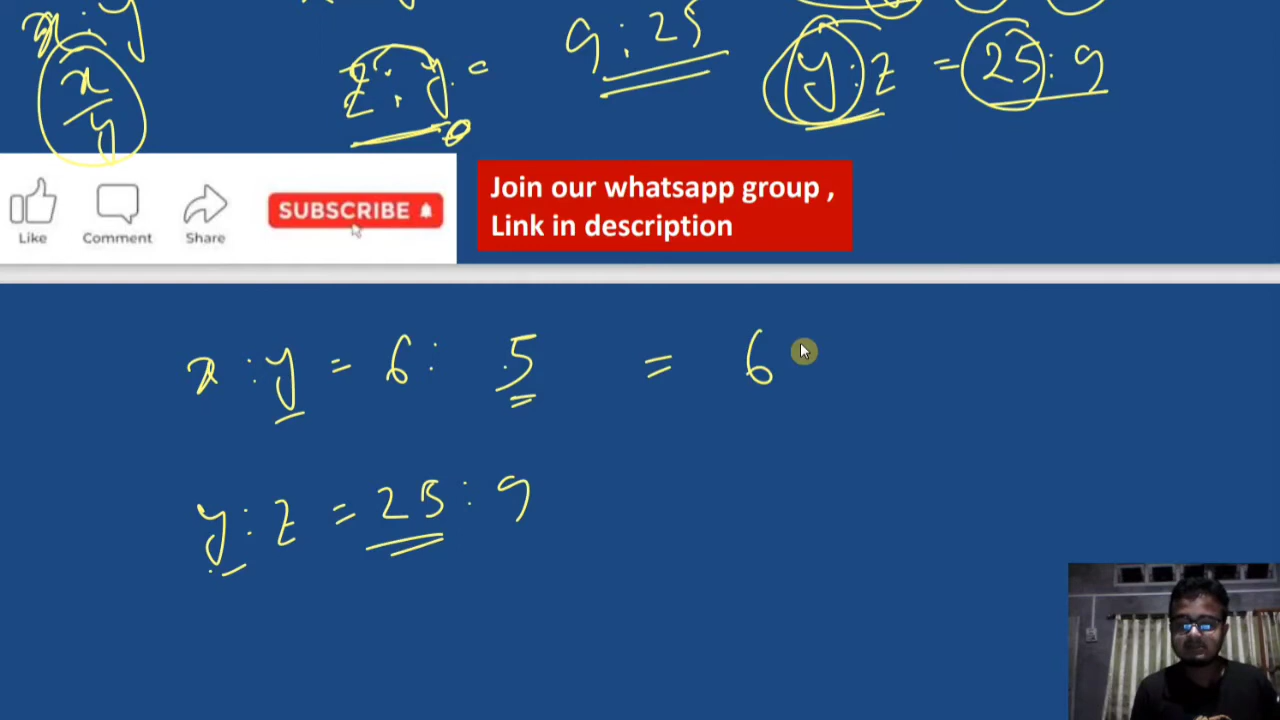 x : y
9 : 25
x/y
z : y =
y : z = 25 : 9
Join our whatsapp group ,
Link in description
SUBSCRIBE
Like Comment Share
x : y = 6 : 5 = 6
y : z = 25 : 9